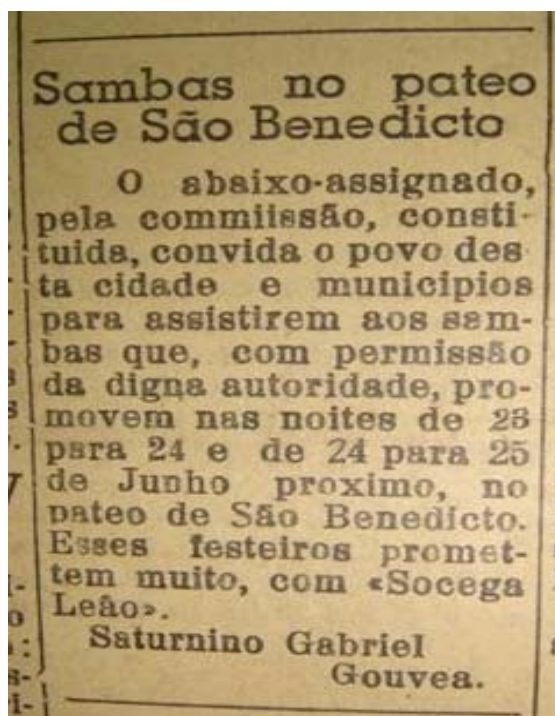 Sambas no pateo
de São Benedicto
O abaixo-assignado,
pela commiissão, consti-
tuida, convida o povo des
ta cidade e municipios
para assistirem aos sam-
bas que, com permissão
da digna autoridade, pro-
movem nas noites de 23
para 24 e de 24 para 25
de Junho proximo, no
pateo de São Benedicto.
Esses festeiros promet-
tem muito, com «Socega
Leão».
Saturnino Gabriel
Gouvea.